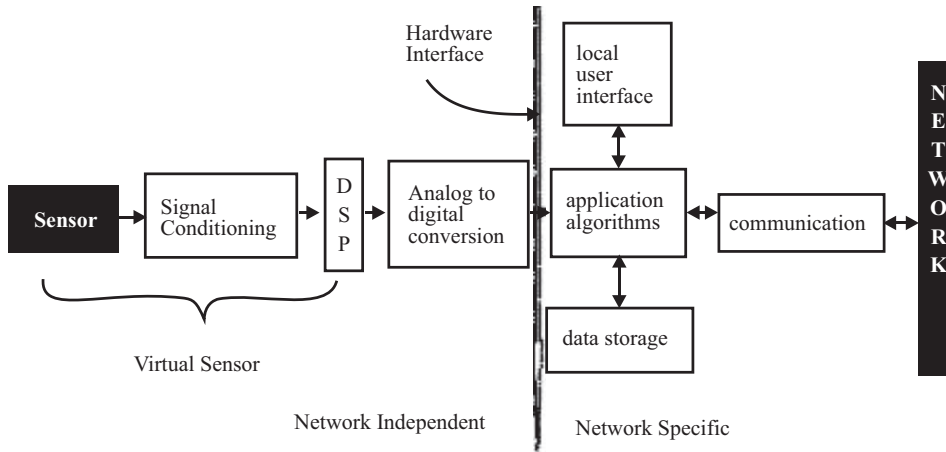 Hardware
Interface
local
user
interface
N
E
T
W
O
R
K
Sensor
Signal
Conditioning
D
S
P
Analog to
digital
conversion
application
algorithms
communication
data storage
Virtual Sensor
Network Independent
Network Specific